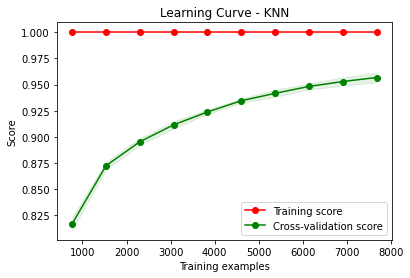 Learning Curve - KNN
Score
1.000
0.975
0.950
0.925
0.900
0.875
0.850
0.825
Training score
Cross-validation score
1000 2000 3000 4000 5000 6000 7000 8000
Training examples